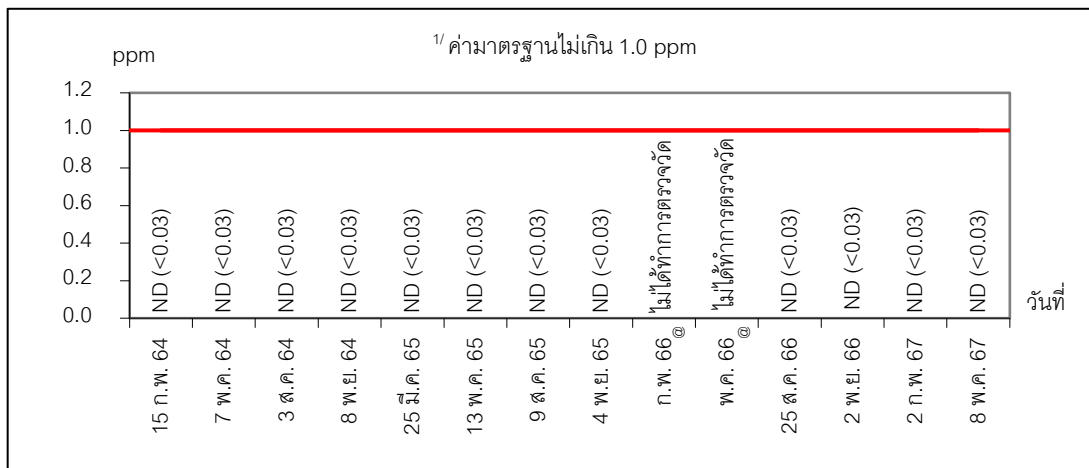 1/ ค่ามาตรฐานไม่เกิน 1.0 ppm
ppm
1.2
1.0
0.8
0.6
0.4
0.2
0.0
ND (<0.03)
ND (<0.03)
ND (<0.03)
ND (<0.03)
ND (<0.03)
ND (<0.03)
ND (<0.03)
ND (<0.03)
ไม่ได้ทำการตรวจวัด
ไม่ได้ทำการตรวจวัด
ND (<0.03)
ND (<0.03)
ND (<0.03)
ND (<0.03)
วันที่
15 ก.พ. 64
7 พ.ค. 64
3 ส.ค. 64
8 พ.ย. 64
25 มี.ค. 65
13 พ.ค. 65
9 ส.ค. 65
4 พ.ย. 65
ก.พ. 66 @
พ.ค. 66 @
25 ส.ค. 66
2 พ.ย. 66
2 ก.พ. 67
8 พ.ค. 67